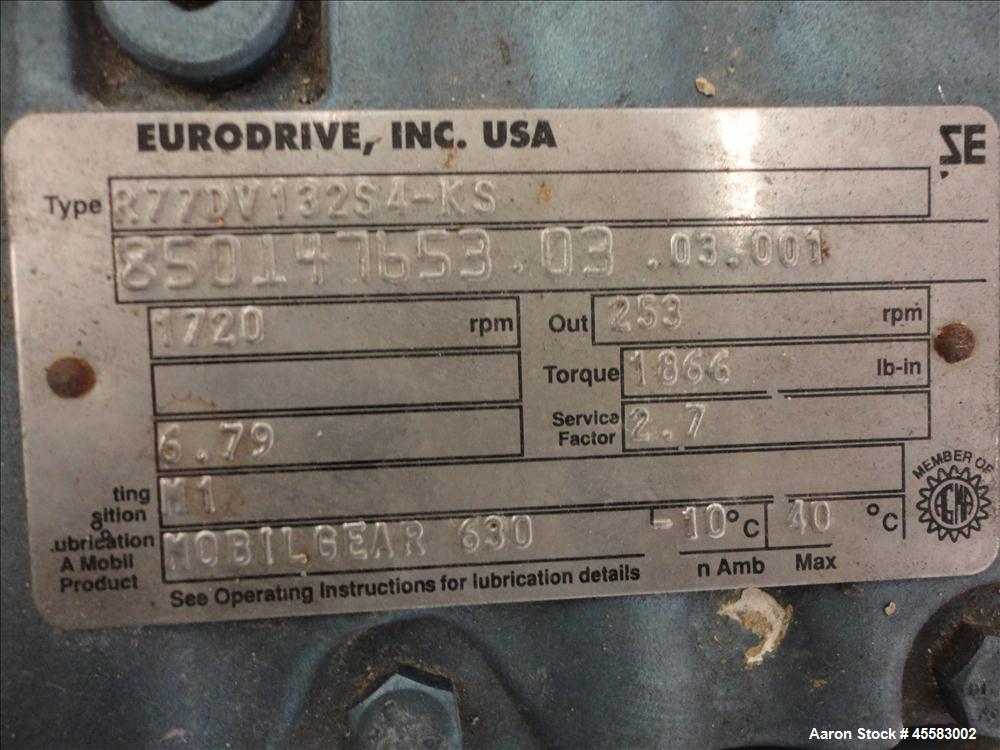 EURODRIVE, INC. USA
Type R77DV132S4-KS
850147653.03.03.001
1720 rpm Out 253 rpm
Torque 1866 lb-in
6.79 Service Factor 2.7
ting sition M1
ubrication A Mobil Product MOBILGEAR 630 -10°C 40 °C
n Amb Max
See Operating Instructions for lubrication details
MEMBER OF
AGMA
Aaron Stock # 45583002